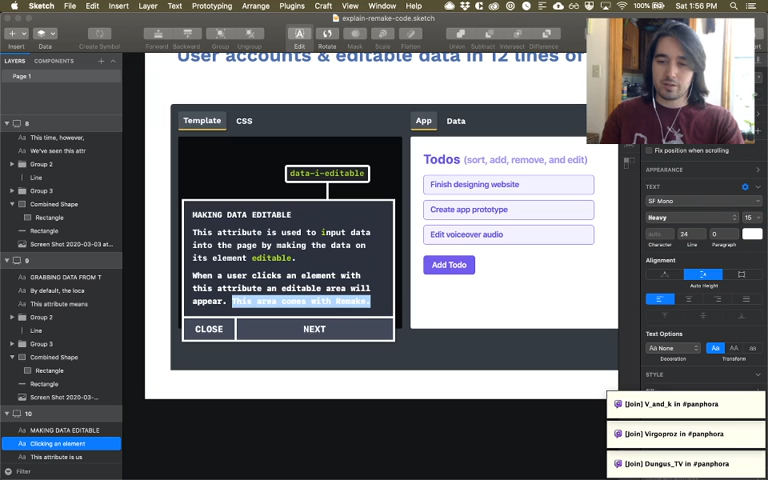 Sketch File Edit Insert Layer Text Prototyping Arrange Plugins Craft View Window Help
100% Sat 1:56 PM
explain-remake-code.sketch
Insert Data Create Symbol Forward Backward Group Ungroup Edit Rotate Mask Scale Flatten Union Subtract Intersect Difference
LAYERS COMPONENTS
Page 1
8
Aa This time, however,
Aa We've seen this attr
Group 2
Line
Group 3
Combined Shape
Rectangle
Rectangle
Screen Shot 2020-03-03 at...
9
Aa GRABBING DATA FROM T
Aa By default, the loca
Aa This attribute means
Group 2
Line
Group 3
Combined Shape
Rectangle
Rectangle
Screen Shot 2020-03-...
10
Aa MAKING DATA EDITABLE
Aa Clicking an element
Aa This attribute is us
Filter
User accounts & editable data in 12 lines of
Template CSS
data-i-editable
MAKING DATA EDITABLE
This attribute is used to input data
into the page by making the data on
its element editable.
When a user clicks an element with
this attribute an editable area will
appear. This area comes with Remake.
CLOSE NEXT
App Data
Todos (sort, add, remove, and edit)
Finish designing website
Create app prototype
Edit voiceover audio
Add Todo
Fix position when scrolling
APPEARANCE
TEXT
SF Mono
Heavy 15
auto 24 0
Character Line Paragraph
Alignment
Auto Height
Text Options
Aa None Aa AA aa
Decoration Transform
STYLE
[Join] V_and_k in #panphora
[Join] Virgoproz in #panphora
[Join] Dungus_TV in #panphora